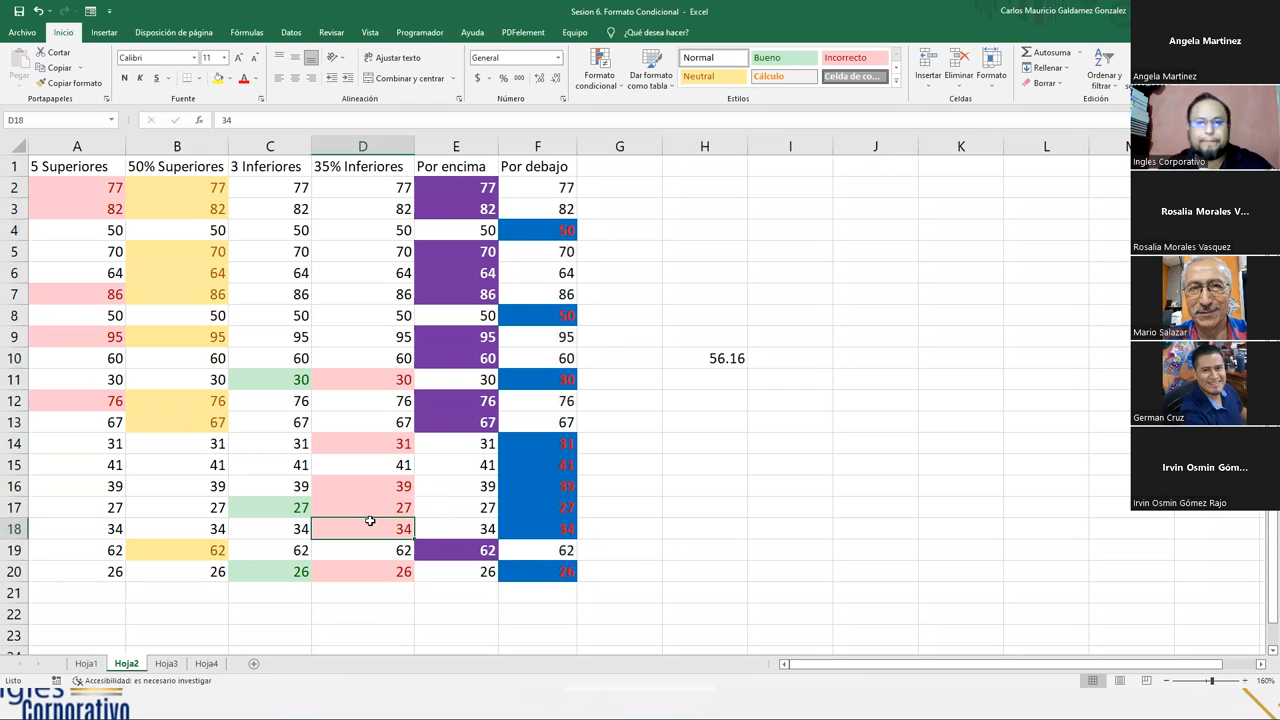 Sesion 6. Formato Condicional - Excel
Carlos Mauricio Galdamez Gonzalez
Archivo Inicio Insertar Disposición de página Fórmulas Datos Revisar Vista Programador Ayuda PDFelement Equipo ¿Qué desea hacer?
Pegar
Cortar
Copiar
Copiar formato
Portapapeles
Calibri 11
N K S
Fuente
Ajustar texto
Combinar y centrar
Alineación
General
$ % 000
Número
Formato condicional
Dar formato como tabla
Normal Bueno Incorrecto
Neutral Cálculo Celda de co...
Estilos
Insertar Eliminar Formato
Celdas
Autosuma
Rellenar
Borrar
Ordenar y filtrar
Edición
D18 fx 34
A B C D E F G H I J K L M
1 5 Superiores 50% Superiores 3 Inferiores 35% Inferiores Por encima Por debajo
2 77 77 77 77 77 77
3 82 82 82 82 82 82
4 50 50 50 50 50 50
5 70 70 70 70 70 70
6 64 64 64 64 64 64
7 86 86 86 86 86 86
8 50 50 50 50 50 50
9 95 95 95 95 95 95
10 60 60 60 60 60 60 56.16
11 30 30 30 30 30 30
12 76 76 76 76 76 76
13 67 67 67 67 67 67
14 31 31 31 31 31 31
15 41 41 41 41 41 41
16 39 39 39 39 39 39
17 27 27 27 27 27 27
18 34 34 34 34 34 34
19 62 62 62 62 62 62
20 26 26 26 26 26 26
21
22
23
Hoja1 Hoja2 Hoja3 Hoja4
Listo Accesibilidad: es necesario investigar
160%
Ingles
Corporativo
Angela Martinez
Angela Martinez
Ingles Corporativo
Rosalia Morales V...
Rosalia Morales Vasquez
Mario Salazar
German Cruz
Irvin Osmin Góm...
Irvin Osmin Gómez Rajo